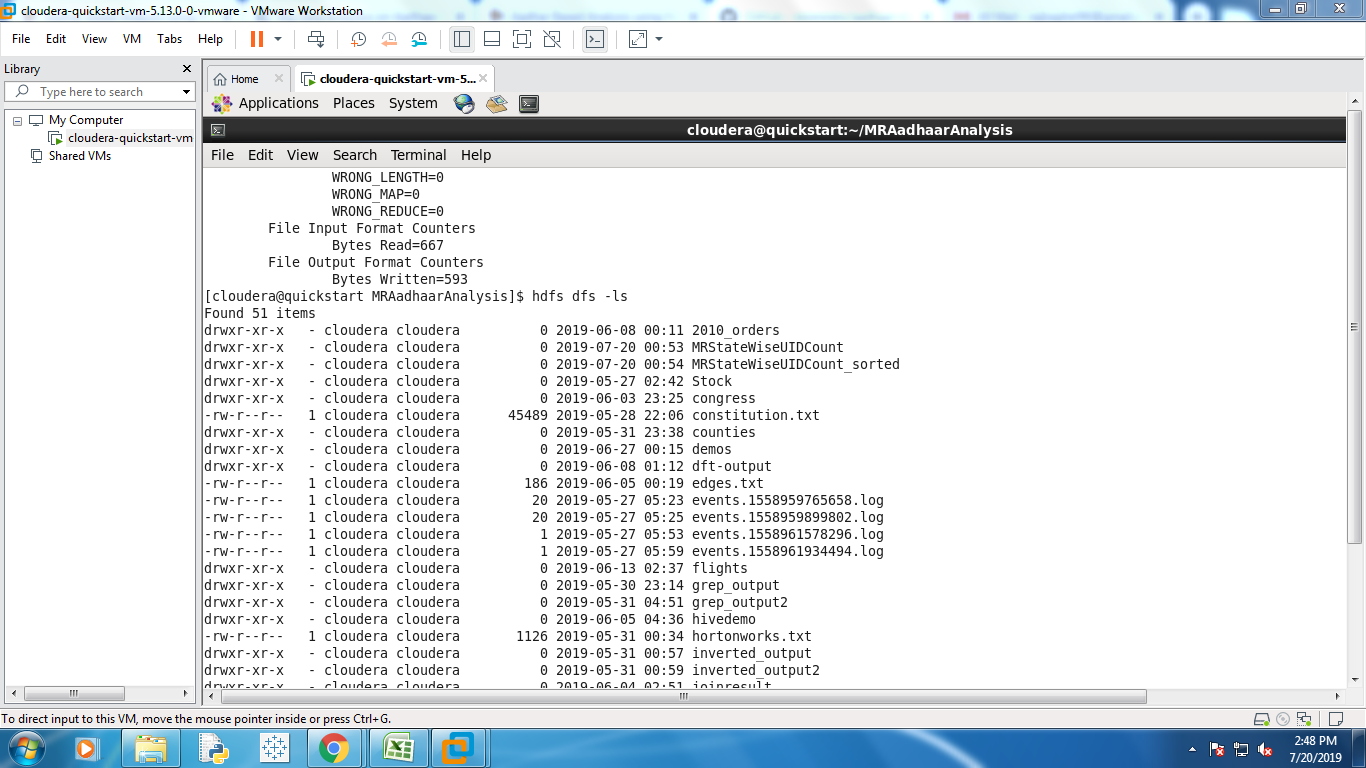 cloudera-quickstart-vm-5.13.0-0-vmware - VMware Workstation
File Edit View VM Tabs Help
Library
Type here to search
My Computer
cloudera-quickstart-vm
Shared VMs
Home
cloudera-quickstart-vm-5...
Applications Places System
cloudera@quickstart:~/MRAadhaarAnalysis
File Edit View Search Terminal Help
WRONG_LENGTH=0
WRONG_MAP=0
WRONG_REDUCE=0
File Input Format Counters
Bytes Read=667
File Output Format Counters
Bytes Written=593
[cloudera@quickstart MRAadhaarAnalysis]$ hdfs dfs -ls
Found 51 items
drwxr-xr-x - cloudera cloudera 0 2019-06-08 00:11 2010_orders
drwxr-xr-x - cloudera cloudera 0 2019-07-20 00:53 MRStateWiseUIDCount
drwxr-xr-x - cloudera cloudera 0 2019-07-20 00:54 MRStateWiseUIDCount_sorted
drwxr-xr-x - cloudera cloudera 0 2019-05-27 02:42 Stock
drwxr-xr-x - cloudera cloudera 0 2019-06-03 23:25 congress
-rw-r--r-- 1 cloudera cloudera 45489 2019-05-28 22:06 constitution.txt
drwxr-xr-x - cloudera cloudera 0 2019-05-31 23:38 counties
drwxr-xr-x - cloudera cloudera 0 2019-06-27 00:15 demos
drwxr-xr-x - cloudera cloudera 0 2019-06-08 01:12 dft-output
-rw-r--r-- 1 cloudera cloudera 186 2019-06-05 00:19 edges.txt
-rw-r--r-- 1 cloudera cloudera 20 2019-05-27 05:23 events.1558959765658.log
-rw-r--r-- 1 cloudera cloudera 20 2019-05-27 05:25 events.1558959899802.log
-rw-r--r-- 1 cloudera cloudera 1 2019-05-27 05:53 events.1558961578296.log
-rw-r--r-- 1 cloudera cloudera 1 2019-05-27 05:59 events.1558961934494.log
drwxr-xr-x - cloudera cloudera 0 2019-06-13 02:37 flights
drwxr-xr-x - cloudera cloudera 0 2019-05-30 23:14 grep_output
drwxr-xr-x - cloudera cloudera 0 2019-05-31 04:51 grep_output2
drwxr-xr-x - cloudera cloudera 0 2019-06-05 04:36 hivedemo
-rw-r--r-- 1 cloudera cloudera 1126 2019-05-31 00:34 hortonworks.txt
drwxr-xr-x - cloudera cloudera 0 2019-05-31 00:57 inverted_output
drwxr-xr-x - cloudera cloudera 0 2019-05-31 00:59 inverted_output2
drwxr-xr-x - cloudera cloudera 0 2019-06-04 02:51 joinresult
To direct input to this VM, move the mouse pointer inside or press Ctrl+G.
2:48 PM
7/20/2019